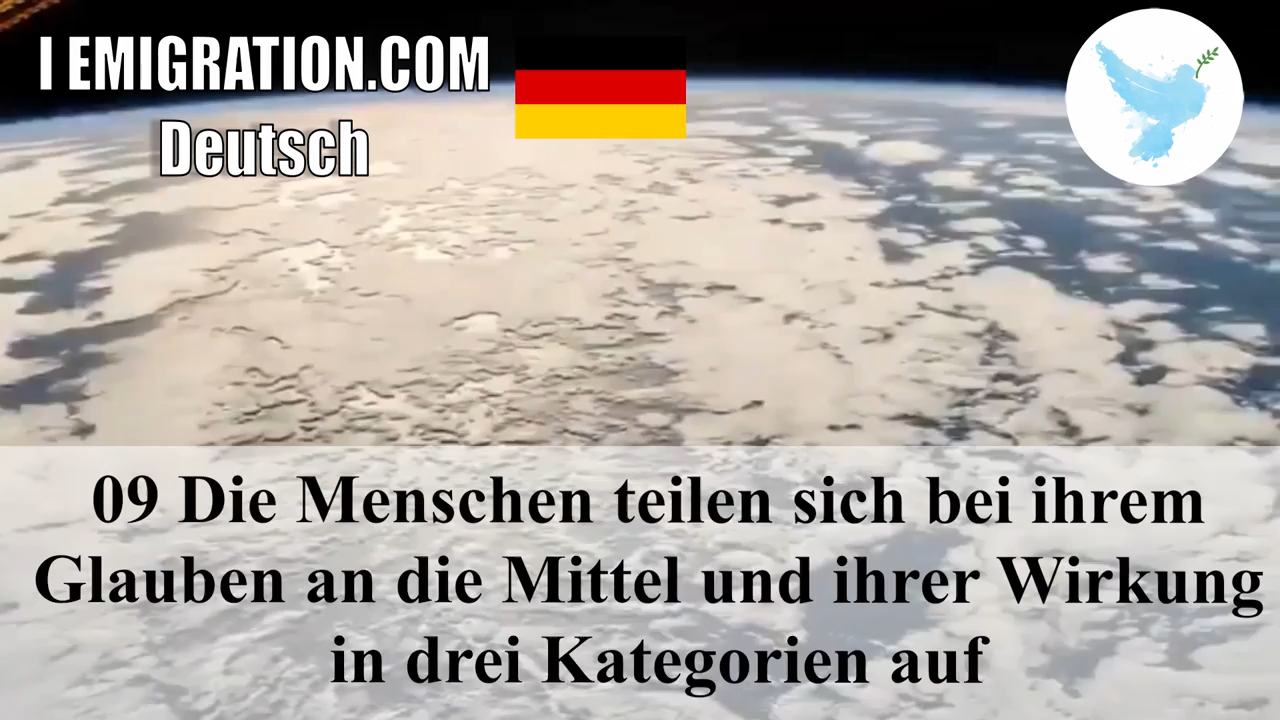 I EMIGRATION.COM
Deutsch
09 Die Menschen teilen sich bei ihrem
Glauben an die Mittel und ihrer Wirkung
in drei Kategorien auf